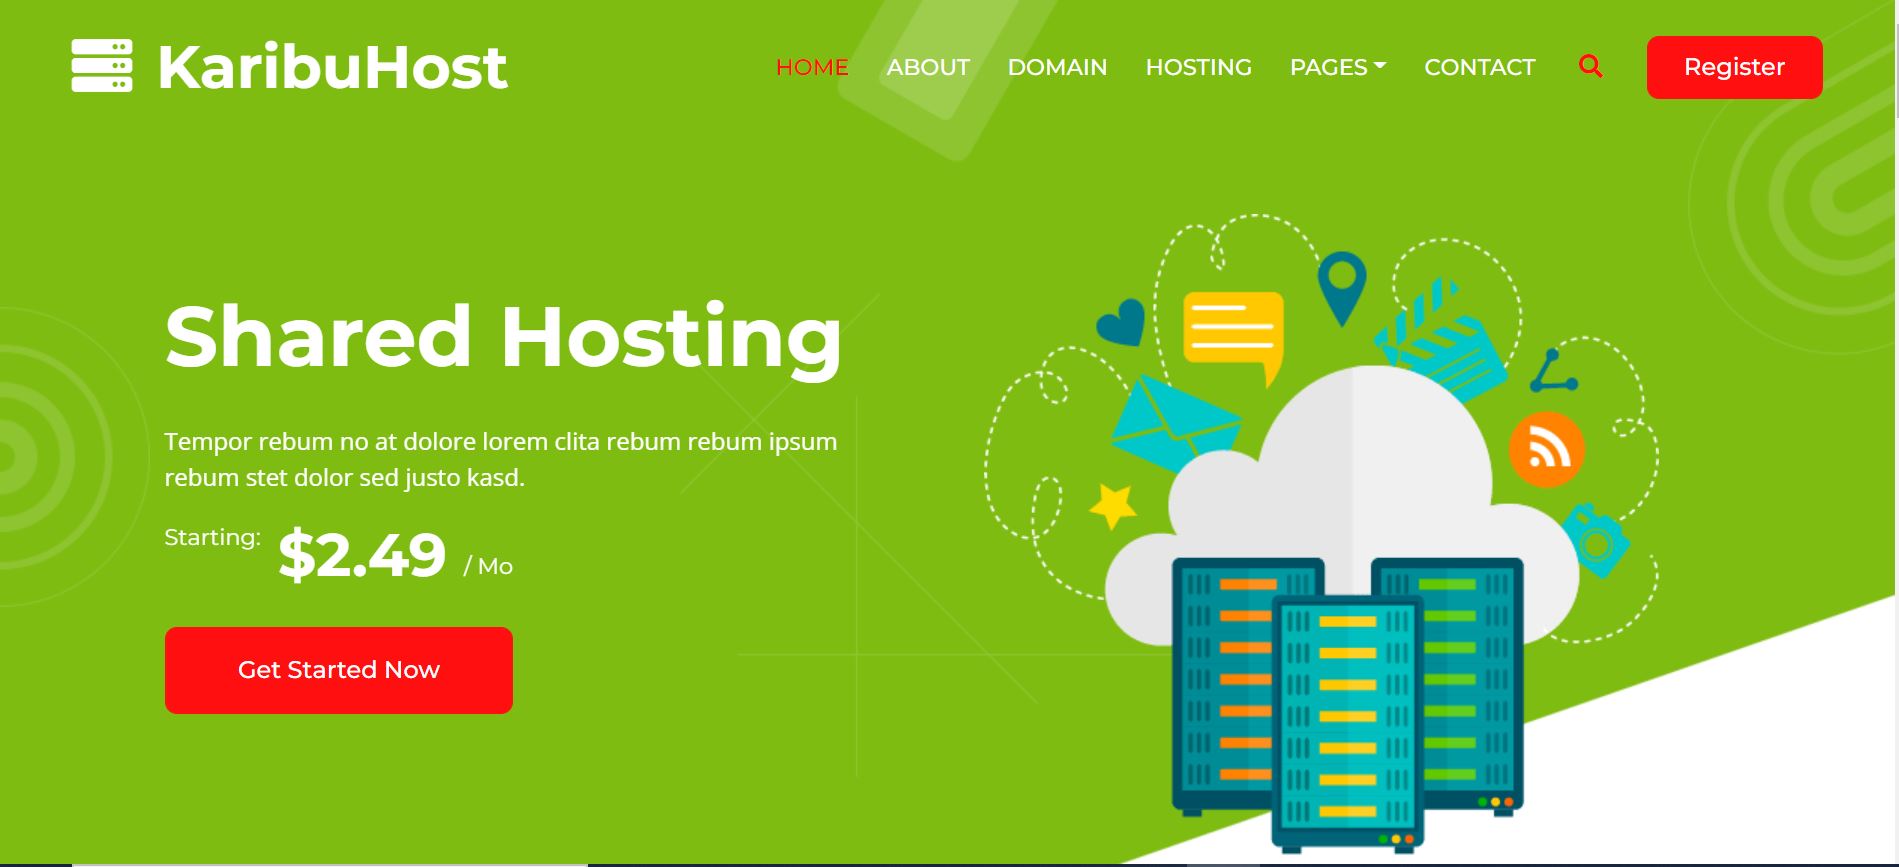 KaribuHost
HOME ABOUT DOMAIN HOSTING PAGES CONTACT Register
Shared Hosting
Tempor rebum no at dolore lorem clita rebum rebum ipsum
rebum stet dolor sed justo kasd.
Starting: $2.49 / Mo
Get Started Now